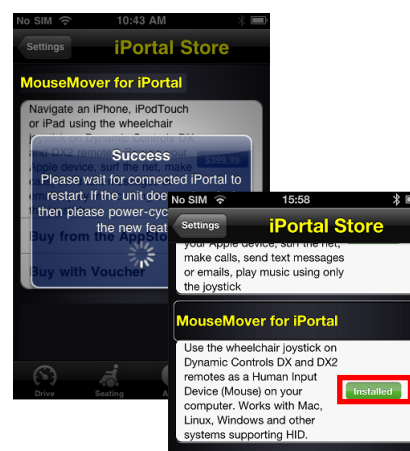 No SIM 10:43 AM
Settings
iPortal Store
MouseMover for iPortal
Navigate an iPhone, iPodTouch
or iPad using the wheelchair
$399.99
Success
Please wait for connected iPortal to
restart. If the unit doe
then please power-cyc
the new feat
Buy from the AppSto
Buy with Voucher
Drive
Seating
A
No SIM 15:58
Settings
iPortal Store
your Apple device, surf the net,
make calls, send text messages
or emails, play music using only
the joystick
MouseMover for iPortal
Use the wheelchair joystick on
Dynamic Controls DX and DX2
remotes as a Human Input
Device (Mouse) on your
computer. Works with Mac,
Linux, Windows and other
systems supporting HID.
Installed